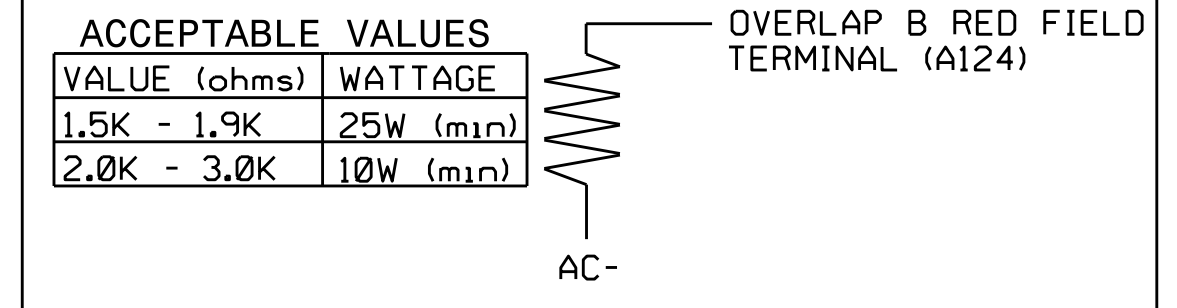 ACCEPTABLE VALUES
VALUE (ohms) WATTAGE
1.5K - 1.9K 25W (min)
2.0K - 3.0K 10W (min)
OVERLAP B RED FIELD
TERMINAL (A124)
AC-